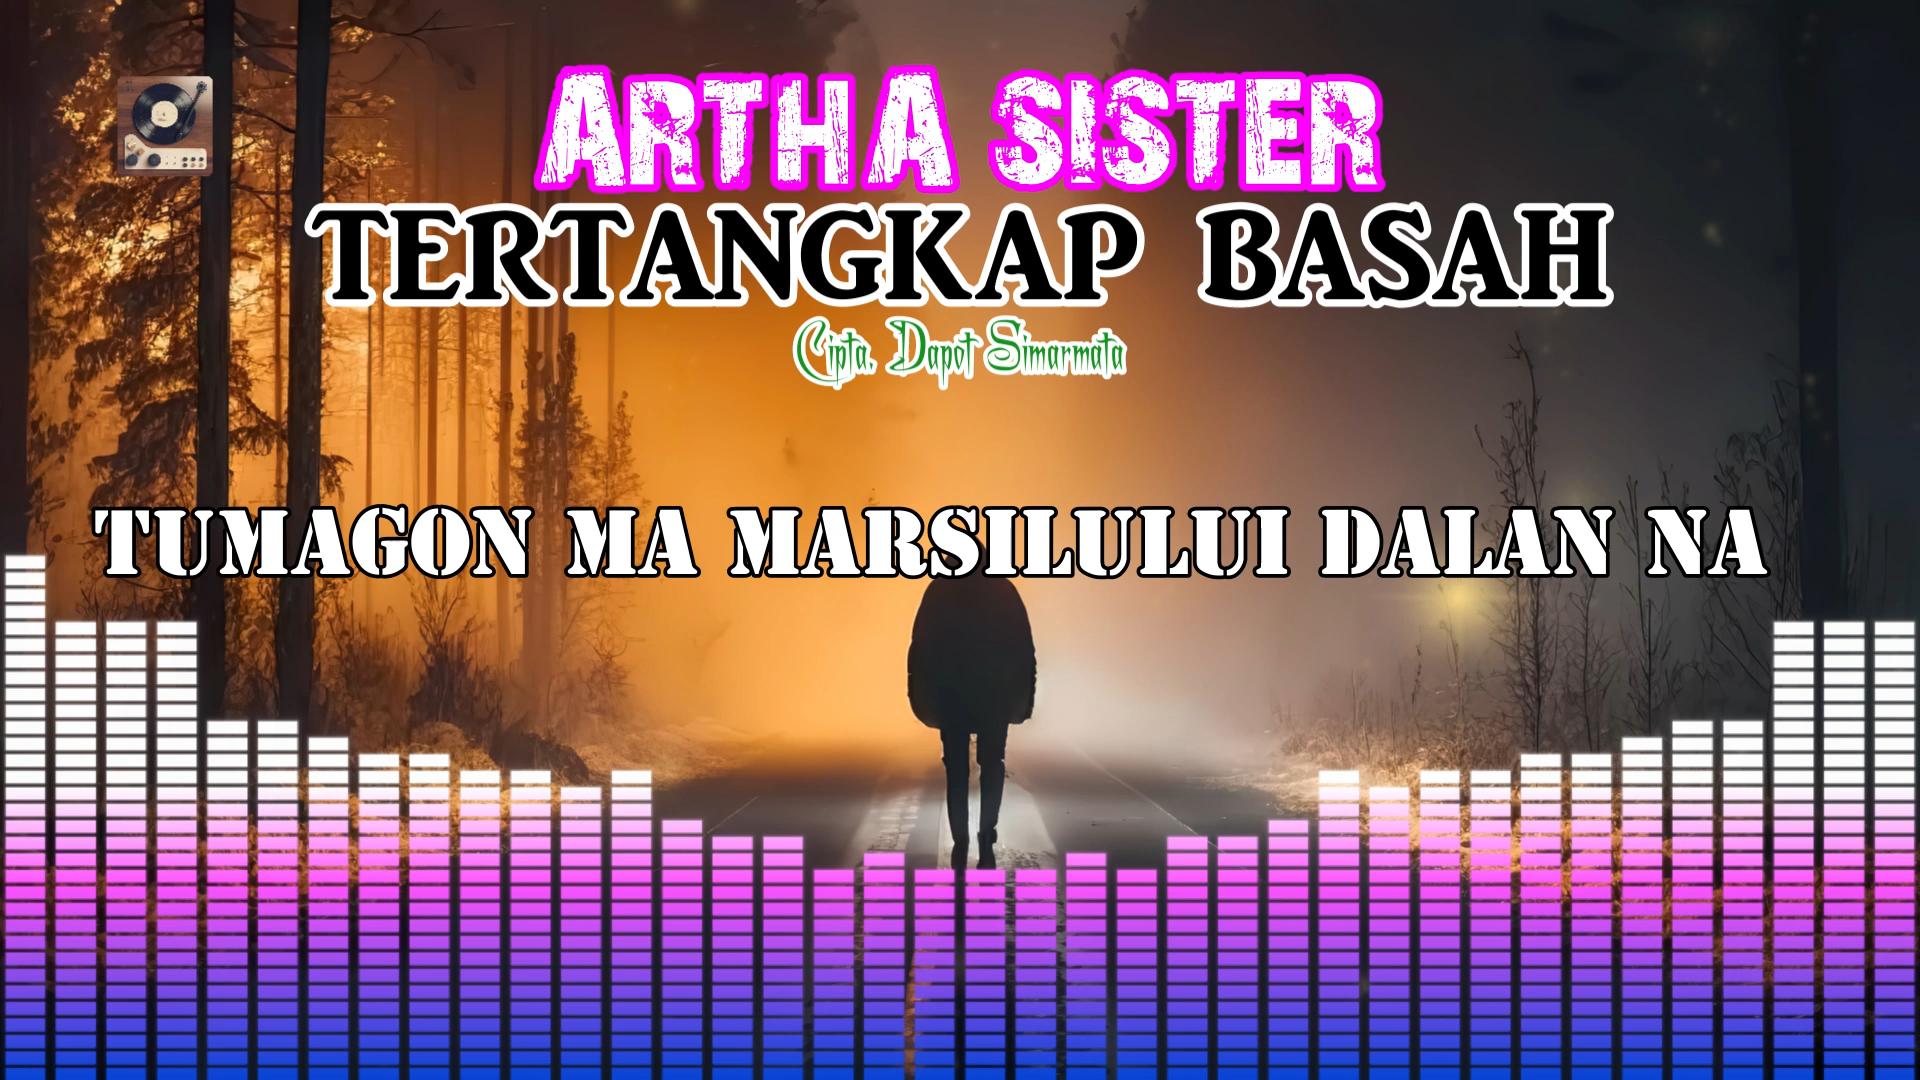 ARTHA SISTER
TERTANGKAP BASAH
Cipta. Dapot Simarmata
TUMAGON MA MARSILULUI DALAN NA